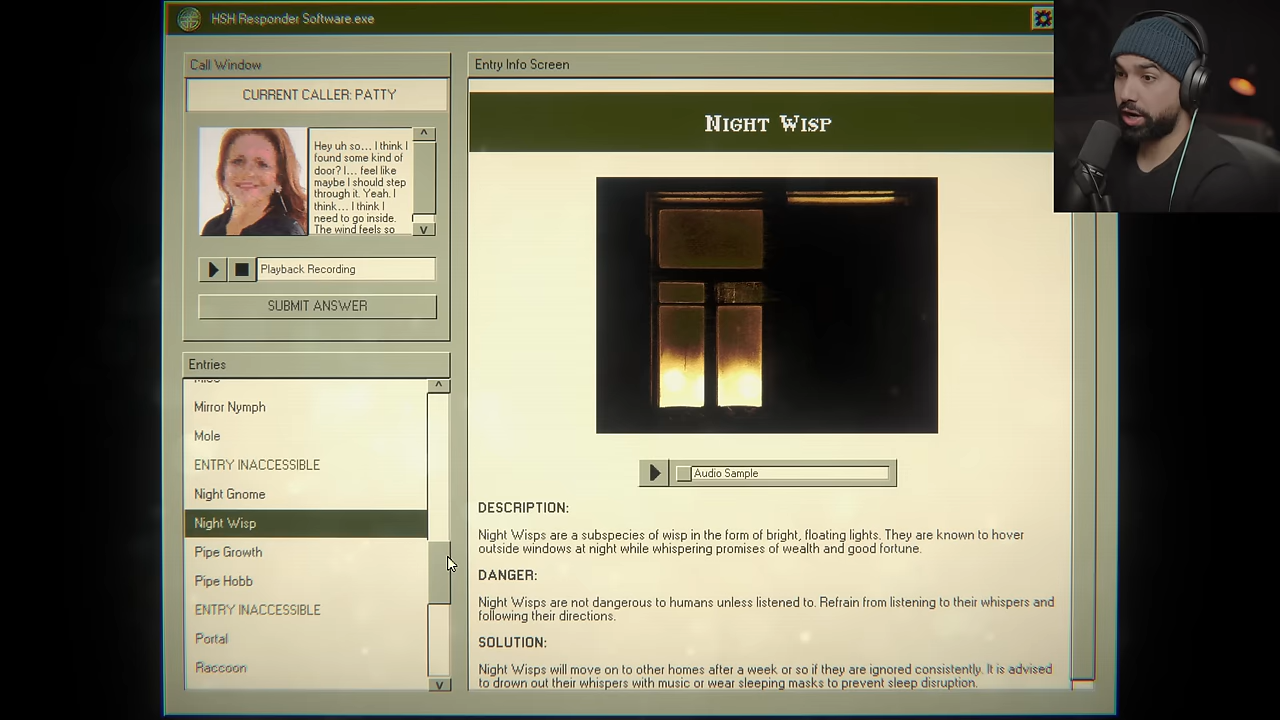 HSH Responder Software.exe
Call Window
CURRENT CALLER: PATTY
Hey uh so... I think I
found some kind of
door? I... feel like
maybe I should step
through it. Yeah. I
think... I think I
need to go inside.
The wind feels so
Playback Recording
SUBMIT ANSWER
Entries
Mirror Nymph
Mole
ENTRY INACCESSIBLE
Night Gnome
Night Wisp
Pipe Growth
Pipe Hobb
ENTRY INACCESSIBLE
Portal
Raccoon
Entry Info Screen
Night Wisp
Audio Sample
DESCRIPTION:
Night Wisps are a subspecies of wisp in the form of bright, floating lights. They are known to hover
outside windows at night while whispering promises of wealth and good fortune.
DANGER:
Night Wisps are not dangerous to humans unless listened to. Refrain from listening to their whispers and
following their directions.
SOLUTION:
Night Wisps will move on to other homes after a week or so if they are ignored consistently. It is advised
to drown out their whispers with music or wear sleeping masks to prevent sleep disruption.